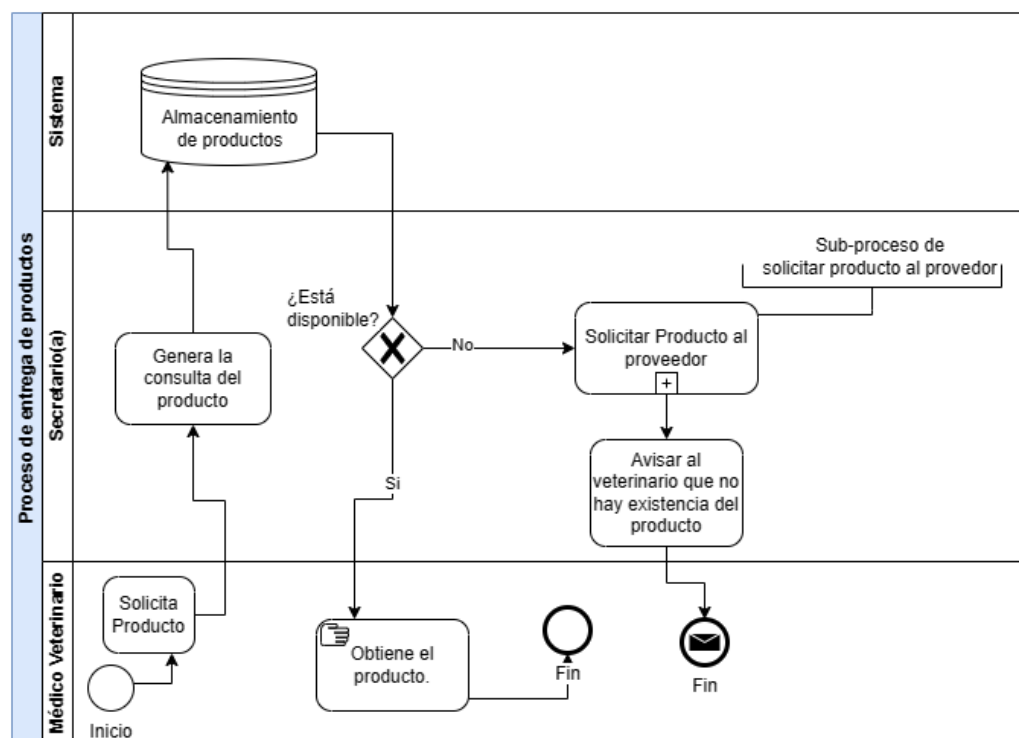 Proceso de entrega de productos
Sistema
Almacenamiento
de productos
Secretario(a)
Sub-proceso de
solicitar producto al provedor
¿Está
disponible?
No
Solicitar Producto al
proveedor
Genera la
consulta del
producto
Si
Avisar al
veterinario que no
hay existencia del
producto
Médico Veterinario
Solicita
Producto
Inicio
Obtiene el
producto.
Fin
Fin